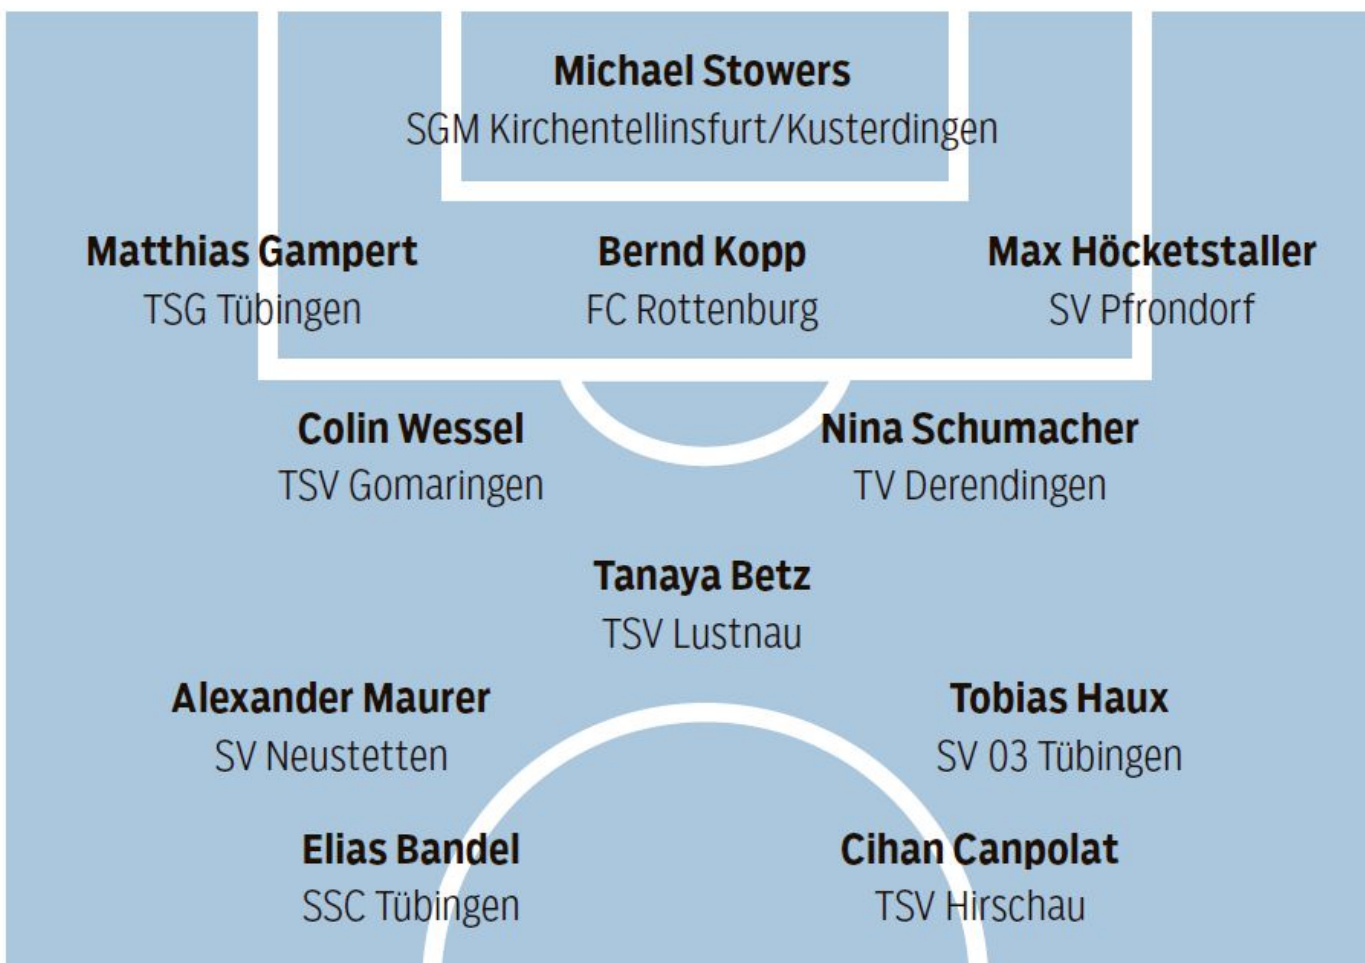 Michael Stowers
SGM Kirchentellinsfurt/Kusterdingen
Matthias Gampert
TSG Tübingen
Bernd Kopp
FC Rottenburg
Max Höcketstaller
SV Pfrondorf
Colin Wessel
TSV Gomaringen
Nina Schumacher
TV Derendingen
Tanaya Betz
TSV Lustnau
Alexander Maurer
SV Neustetten
Tobias Haux
SV 03 Tübingen
Elias Bandel
SSC Tübingen
Cihan Canpolat
TSV Hirschau